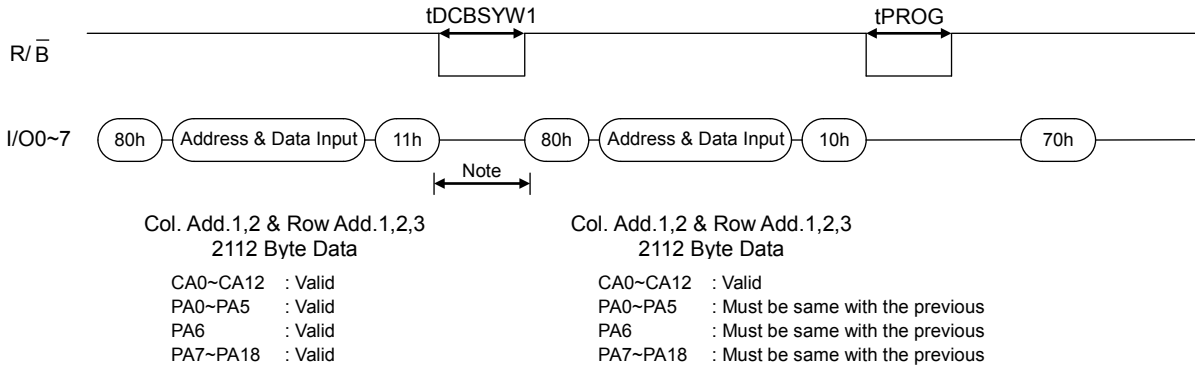 tDCBSYW1 tPROG
R/B̅
I/O0~7 80h Address & Data Input 11h 80h Address & Data Input 10h 70h
Note
Col. Add.1,2 & Row Add.1,2,3 Col. Add.1,2 & Row Add.1,2,3
2112 Byte Data 2112 Byte Data
CA0~CA12 : Valid CA0~CA12 : Valid
PA0~PA5 : Valid PA0~PA5 : Must be same with the previous
PA6 : Valid PA6 : Must be same with the previous
PA7~PA18 : Valid PA7~PA18 : Must be same with the previous